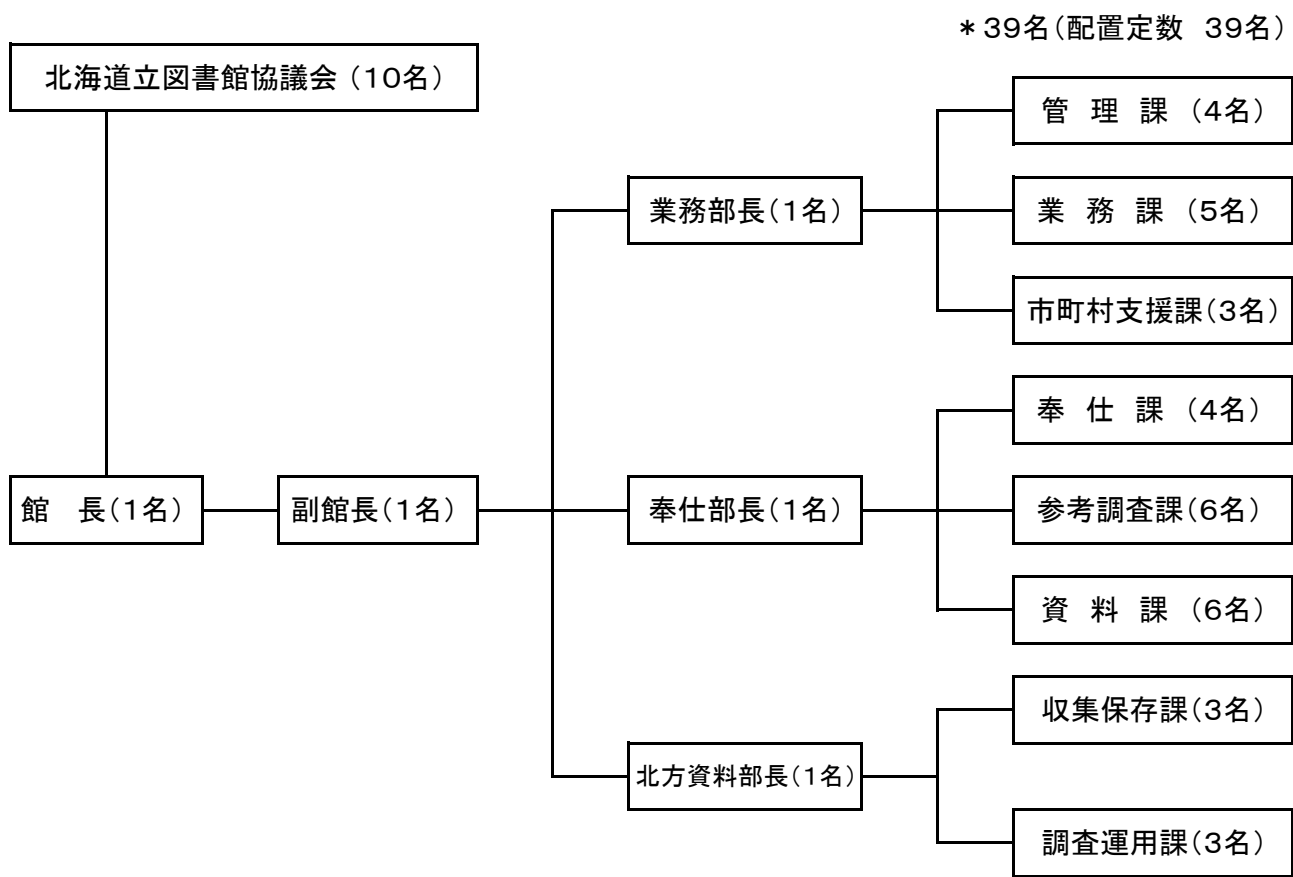 ＊39名（配置定数　39名）
北海道立図書館協議会（10名）
管　理　課　（4名）
業務部長（1名）
業　務　課　（5名）
市町村支援課（3名）
奉　仕　課　（4名）
館　長（1名）
副館長（1名）
奉仕部長（1名）
参考調査課（6名）
資　料　課　（6名）
収集保存課（3名）
北方資料部長（1名）
調査運用課（3名）